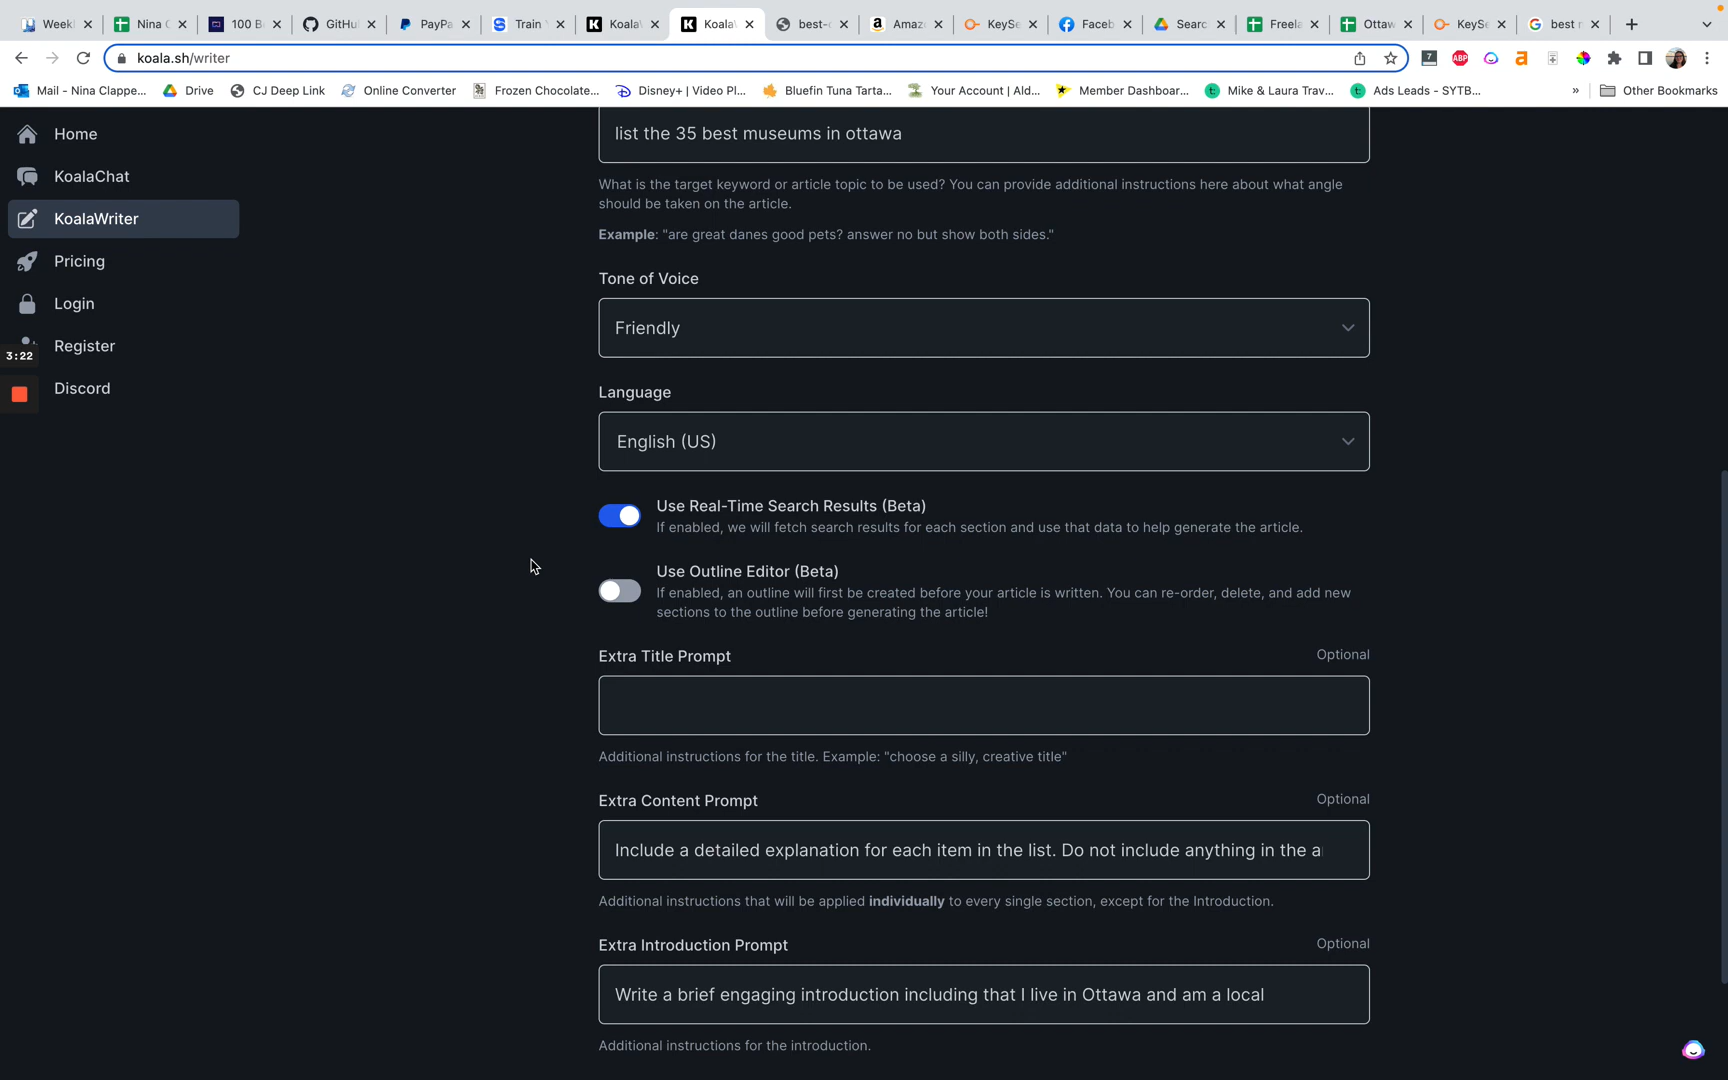 Weekl
Nina C
100 Be
GitHu
PayPa
Train
Koala
Koala
best-c
Amaz
KeySe
Faceb
Searc
Freela
Ottaw
KeySe
best m
koala.sh/writer
ABP
Mail - Nina Clappe...
Drive
CJ Deep Link
Online Converter
Frozen Chocolate...
Disney+ | Video Pl...
Bluefin Tuna Tarta...
Your Account | Ald...
Member Dashboar...
Mike & Laura Trav...
Ads Leads - SYTB...
»
Other Bookmarks
Home
KoalaChat
KoalaWriter
Pricing
Login
Register
3:22
Discord
list the 35 best museums in ottawa
What is the target keyword or article topic to be used? You can provide additional instructions here about what angle
should be taken on the article.
Example: "are great danes good pets? answer no but show both sides."
Tone of Voice
Friendly
Language
English (US)
Use Real-Time Search Results (Beta)
If enabled, we will fetch search results for each section and use that data to help generate the article.
Use Outline Editor (Beta)
If enabled, an outline will first be created before your article is written. You can re-order, delete, and add new
sections to the outline before generating the article!
Extra Title Prompt
Optional
Additional instructions for the title. Example: "choose a silly, creative title"
Extra Content Prompt
Optional
Include a detailed explanation for each item in the list. Do not include anything in the a
Additional instructions that will be applied individually to every single section, except for the Introduction.
Extra Introduction Prompt
Optional
Write a brief engaging introduction including that I live in Ottawa and am a local
Additional instructions for the introduction.